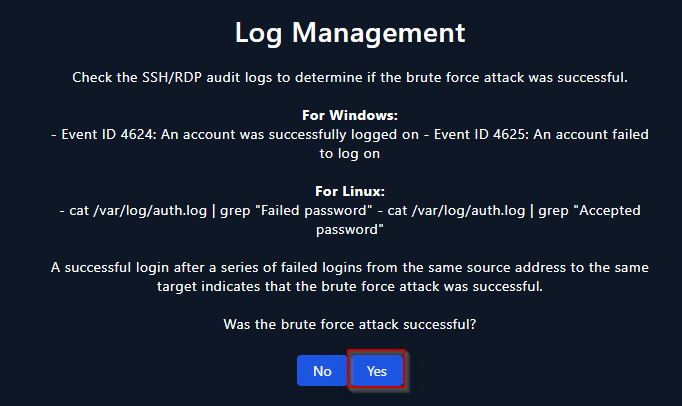 Log Management
Check the SSH/RDP audit logs to determine if the brute force attack was successful.
For Windows:
- Event ID 4624: An account was successfully logged on - Event ID 4625: An account failed
to log on
For Linux:
- cat /var/log/auth.log | grep "Failed password" - cat /var/log/auth.log | grep "Accepted
password"
A successful login after a series of failed logins from the same source address to the same
target indicates that the brute force attack was successful.
Was the brute force attack successful?
No Yes